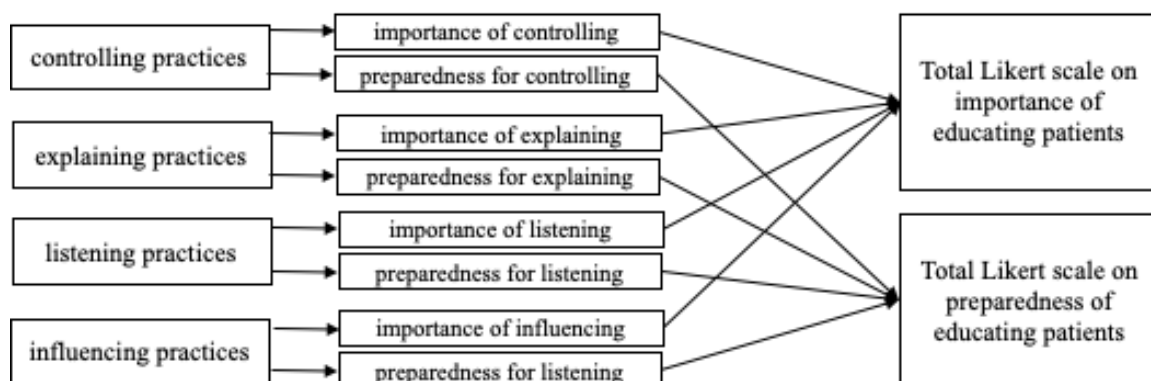 controlling practices
importance of controlling
preparedness for controlling
explaining practices
importance of explaining
preparedness for explaining
listening practices
importance of listening
preparedness for listening
influencing practices
importance of influencing
preparedness for listening
Total Likert scale on
importance of
educating patients
Total Likert scale on
preparedness of
educating patients